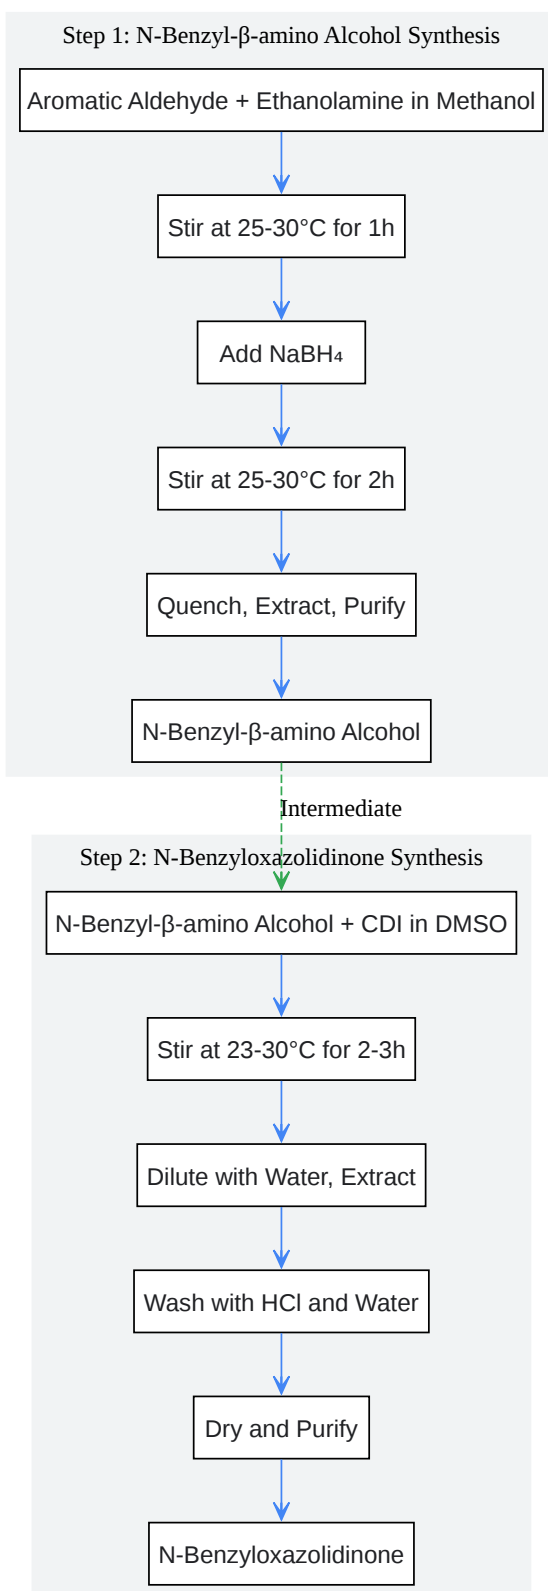 Step 1: N-Benzyl-β-amino Alcohol Synthesis
Aromatic Aldehyde + Ethanolamine in Methanol
Stir at 25-30°C for 1h
Add NaBH₄
Stir at 25-30°C for 2h
Quench, Extract, Purify
N-Benzyl-β-amino Alcohol
Intermediate
Step 2: N-Benzyloxazolidinone Synthesis
N-Benzyl-β-amino Alcohol + CDI in DMSO
Stir at 23-30°C for 2-3h
Dilute with Water, Extract
Wash with HCl and Water
Dry and Purify
N-Benzyloxazolidinone